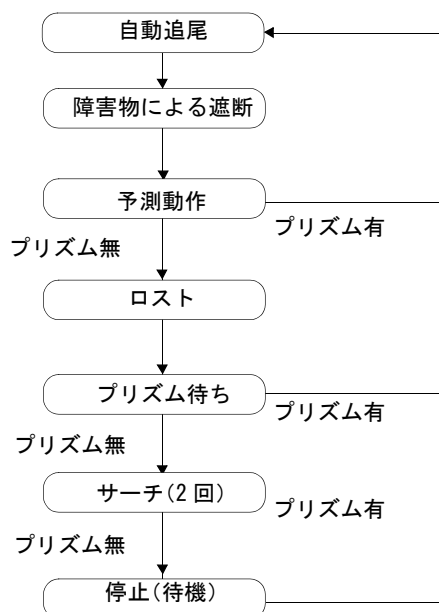 自動追尾
障害物による遮断
予測動作
プリズム有
プリズム無
ロスト
プリズム待ち
プリズム有
プリズム無
サーチ(2回)
プリズム有
プリズム無
停止(待機)